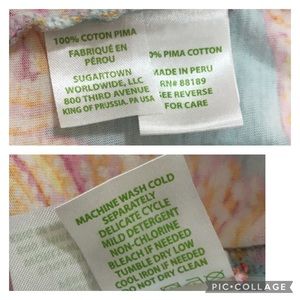 100% COTTON PIMA
FABRIQUÉ EN
PÉROU
SUGARTOWN
WORLDWIDE, LLC
800 THIRD AVENUE
KING OF PRUSSIA, PA USA
0% PIMA COTTON
MADE IN PERU
RN# 88189
SEE REVERSE
FOR CARE
MACHINE WASH COLD
SEPARATELY
DELICATE CYCLE
MILD DETERGENT
NON-CHLORINE
BLEACH IF NEEDED
TUMBLE DRY LOW
COOL IRON IF NEEDED
DO NOT DRY CLEAN
PIC•COLLAGE